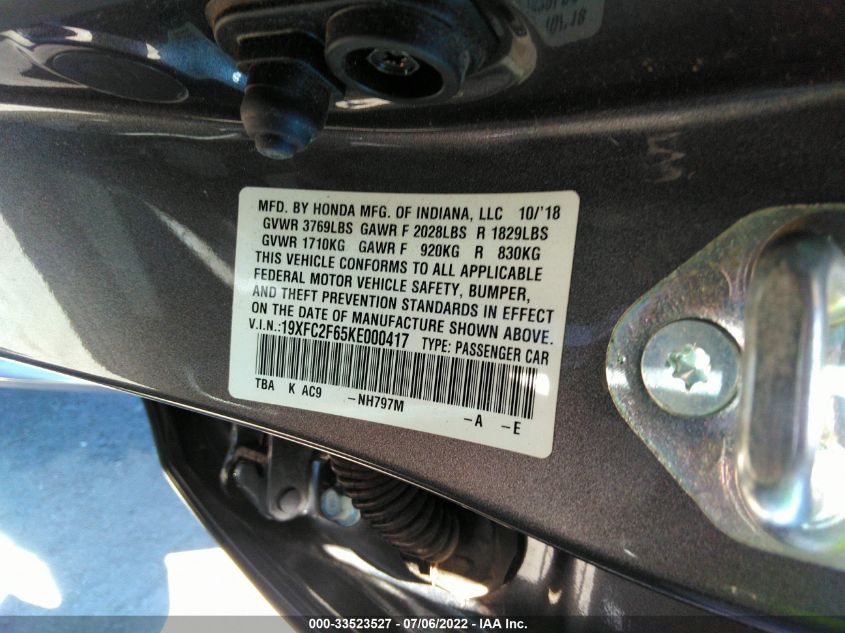 MFD. BY HONDA MFG. OF INDIANA, LLC 10/'18
GVWR 3769LBS GAWR F 2028LBS R 1829LBS
GVWR 1710KG GAWR F 920KG R 830KG
THIS VEHICLE CONFORMS TO ALL APPLICABLE
FEDERAL MOTOR VEHICLE SAFETY, BUMPER,
AND THEFT PREVENTION STANDARDS IN EFFECT
ON THE DATE OF MANUFACTURE SHOWN ABOVE.
V.I.N.:19XFC2F65KE000417 TYPE: PASSENGER CAR
TBA K AC9 -NH797M -A -E
000-33523527 - 07/06/2022 - IAA Inc.